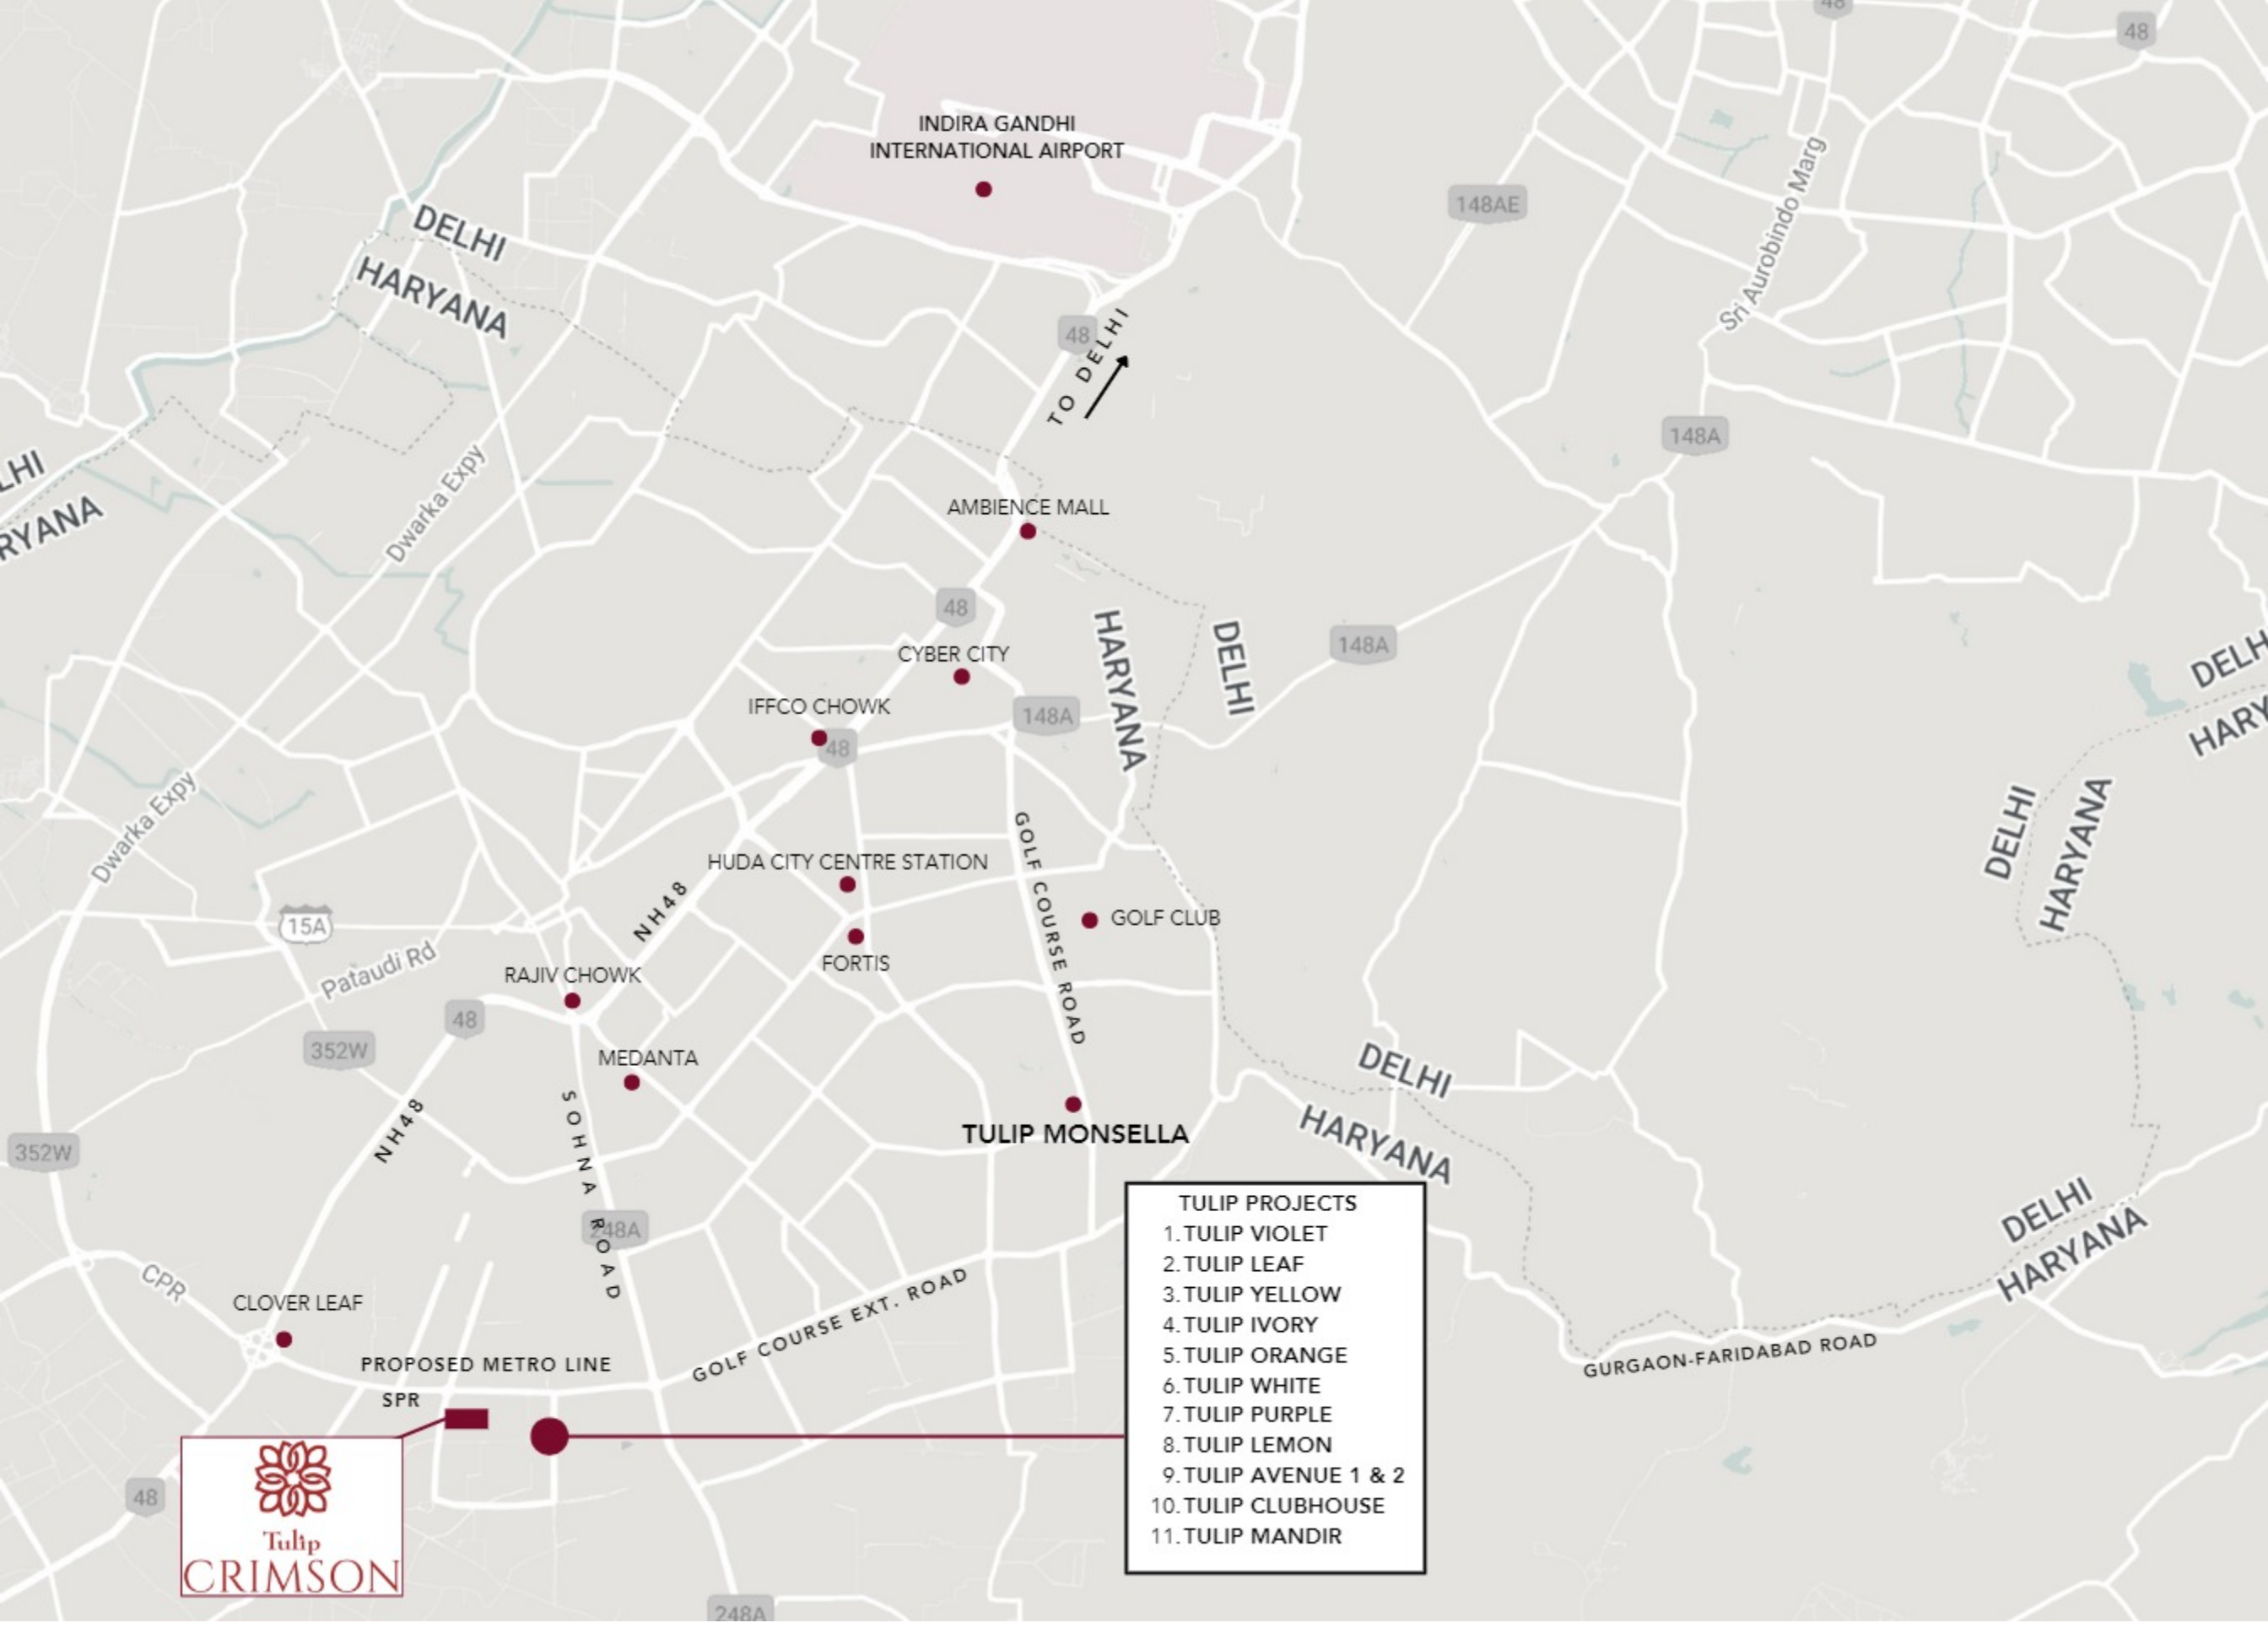 48
48
INDIRA GANDHI
INTERNATIONAL AIRPORT
148AE
Sri Aurobindo Marg
DELHI
HARYANA
48
TO DELHI
148A
LHI
RYANA
Dwarka Expy
AMBIENCE MALL
48
HARYANA
DELHI
148A
CYBER CITY
DELH
HARY
IFFCO CHOWK
48
148A
Dwarka Expy
DELHI
HARYANA
GOLF COURSE ROAD
HUDA CITY CENTRE STATION
NH48
GOLF CLUB
15A
Pataudi Rd
FORTIS
RAJIV CHOWK
48
352W
MEDANTA
DELHI
HARYANA
NH48
SOHNA ROAD
TULIP MONSELLA
352W
248A
DELHI
HARYANA
CPR
CLOVER LEAF
GOLF COURSE EXT. ROAD
GURGAON-FARIDABAD ROAD
PROPOSED METRO LINE
SPR
TULIP PROJECTS
1. TULIP VIOLET
2. TULIP LEAF
3. TULIP YELLOW
4. TULIP IVORY
5. TULIP ORANGE
6. TULIP WHITE
7. TULIP PURPLE
8. TULIP LEMON
9. TULIP AVENUE 1 & 2
10. TULIP CLUBHOUSE
11. TULIP MANDIR
48
Tulip
CRIMSON
248A